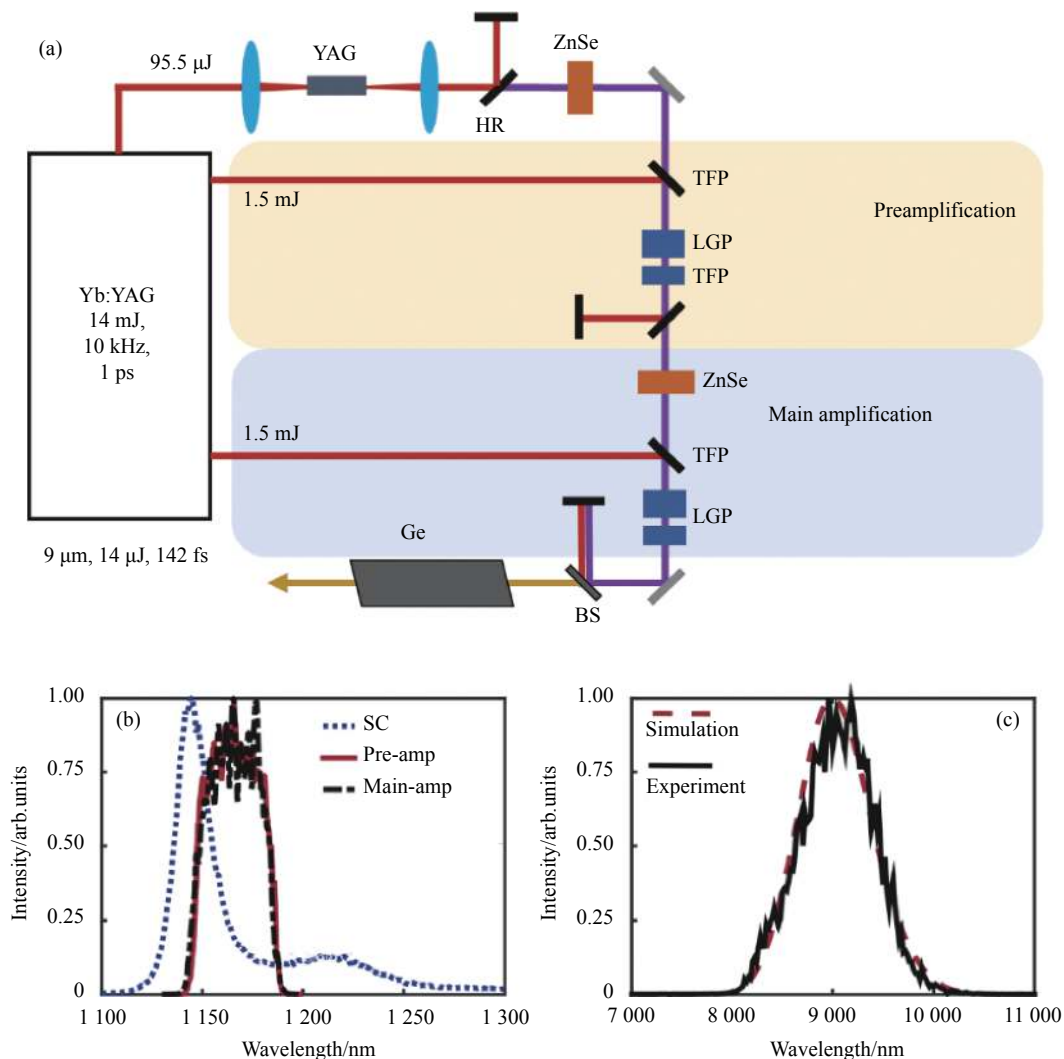 (a)
95.5 μJ
YAG
ZnSe
HR
TFP
1.5 mJ
Preamplification
LGP
TFP
Yb:YAG
14 mJ,
10 kHz,
1 ps
ZnSe
Main amplification
1.5 mJ
TFP
LGP
Ge
9 μm, 14 μJ, 142 fs
BS
(b)
SC
Pre-amp
Main-amp
1.00
0.75
0.50
0.25
0
Intensity/arb.units
1 100
1 150
1 200
1 250
1 300
Wavelength/nm
(c)
Simulation
Experiment
1.00
0.75
0.50
0.25
0
Intensity/arb.units
7 000
8 000
9 000
10 000
11 000
Wavelength/nm